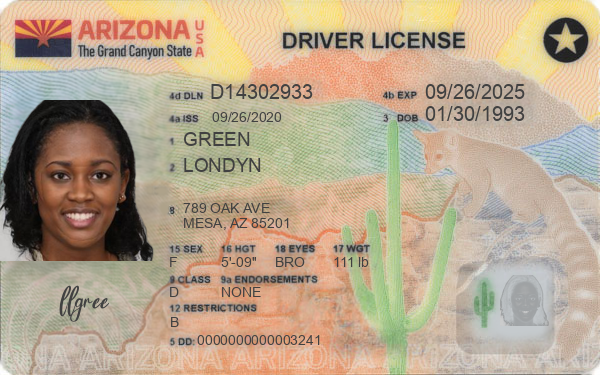 ARIZONA USA
The Grand Canyon State
DRIVER LICENSE
4d DLN D14302933 4b EXP 09/26/2025
4a ISS 09/26/2020 3 DOB 01/30/1993
1 GREEN
2 LONDYN
8 789 OAK AVE
MESA, AZ 85201
15 SEX 16 HGT 18 EYES 17 WGT
F 5'-09" BRO 111 lb
9 CLASS 9a ENDORSEMENTS
D NONE
12 RESTRICTIONS
B
5 DD: 0000000000003241
llgree
ARIZONA ARIZONA ARIZONA ARIZONA